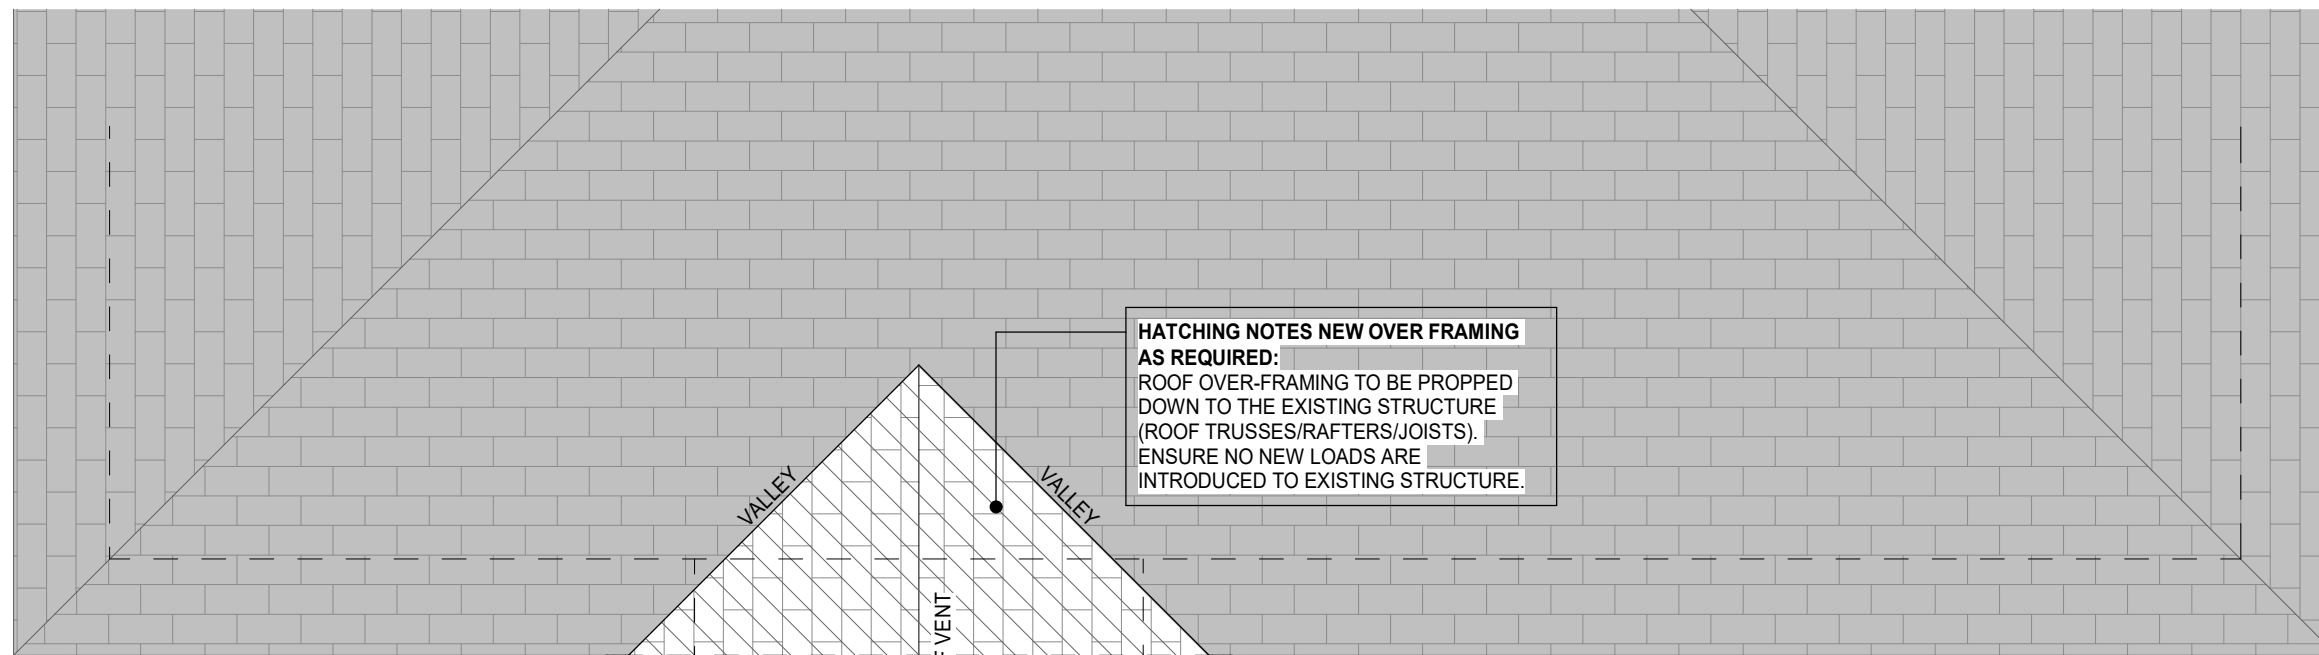 HATCHING NOTES NEW OVER FRAMING
AS REQUIRED:
ROOF OVER-FRAMING TO BE PROPPED
DOWN TO THE EXISTING STRUCTURE
(ROOF TRUSSES/RAFTERS/JOISTS).
ENSURE NO NEW LOADS ARE
INTRODUCED TO EXISTING STRUCTURE.
VALLEY
VALLEY
VENT